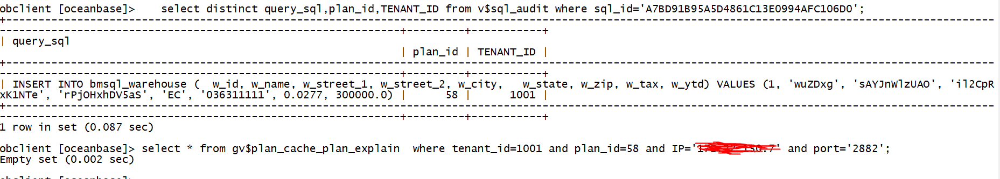 obclient [oceanbase]>    select distinct query_sql,plan_id,TENANT_ID from v$sql_audit where sql_id='A7BD91B95A5D4861C13E0994AFC106D0';
| query_sql
| plan_id | TENANT_ID |
| INSERT INTO bmsql_warehouse (  w_id, w_name, w_street_1, w_street_2, w_city,   w_state, w_zip, w_tax, w_ytd) VALUES (1, 'wuZDxg', 'sAYJnWlzUAO', 'il2CpR
xK1NTe', 'rPjOHxhDV5aS', 'EC', '036311111', 0.0277, 300000.0) |      58 |      1001 |
1 row in set (0.087 sec)
obclient [oceanbase]> select * from gv$plan_cache_plan_explain  where tenant_id=1001 and plan_id=58 and IP=' ' and port='2882';
Empty set (0.002 sec)